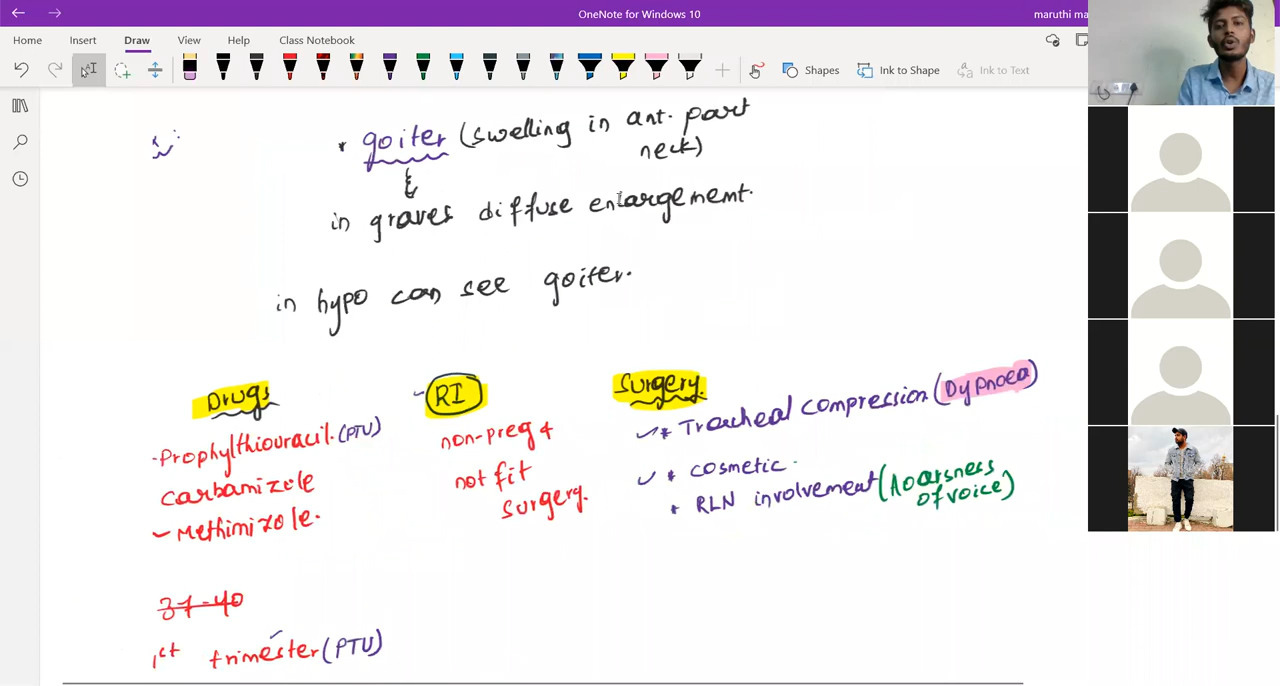 OneNote for Windows 10
maruthi ma
Home Insert Draw View Help Class Notebook
Shapes Ink to Shape Ink to Text
* goiter (swelling in ant. part
neck)
in graves diffuse enlargement.
in hypo can see goiter.
Drugs
- Prophylthiouracil. (PTU)
carbamizole
- Methimizole.
37-40
1st trimester (PTU)
- RI
non-preg +
not fit
surgery.
Surgery.
* Tracheal compression (Dypnoea)
* cosmetic
* RLN involvement (hoarsness
of voice)